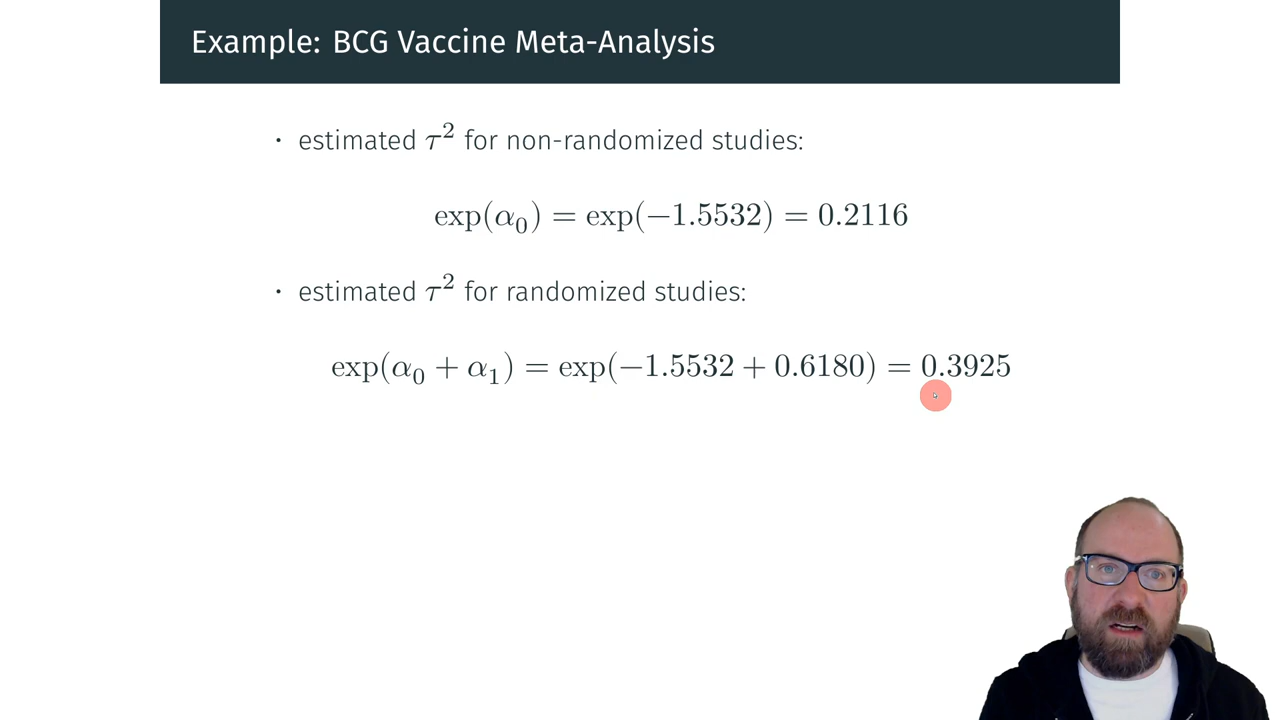 Example: BCG Vaccine Meta-Analysis
· estimated τ² for non-randomized studies:
exp(α₀) = exp(−1.5532) = 0.2116
· estimated τ² for randomized studies:
exp(α₀ + α₁) = exp(−1.5532 + 0.6180) = 0.3925